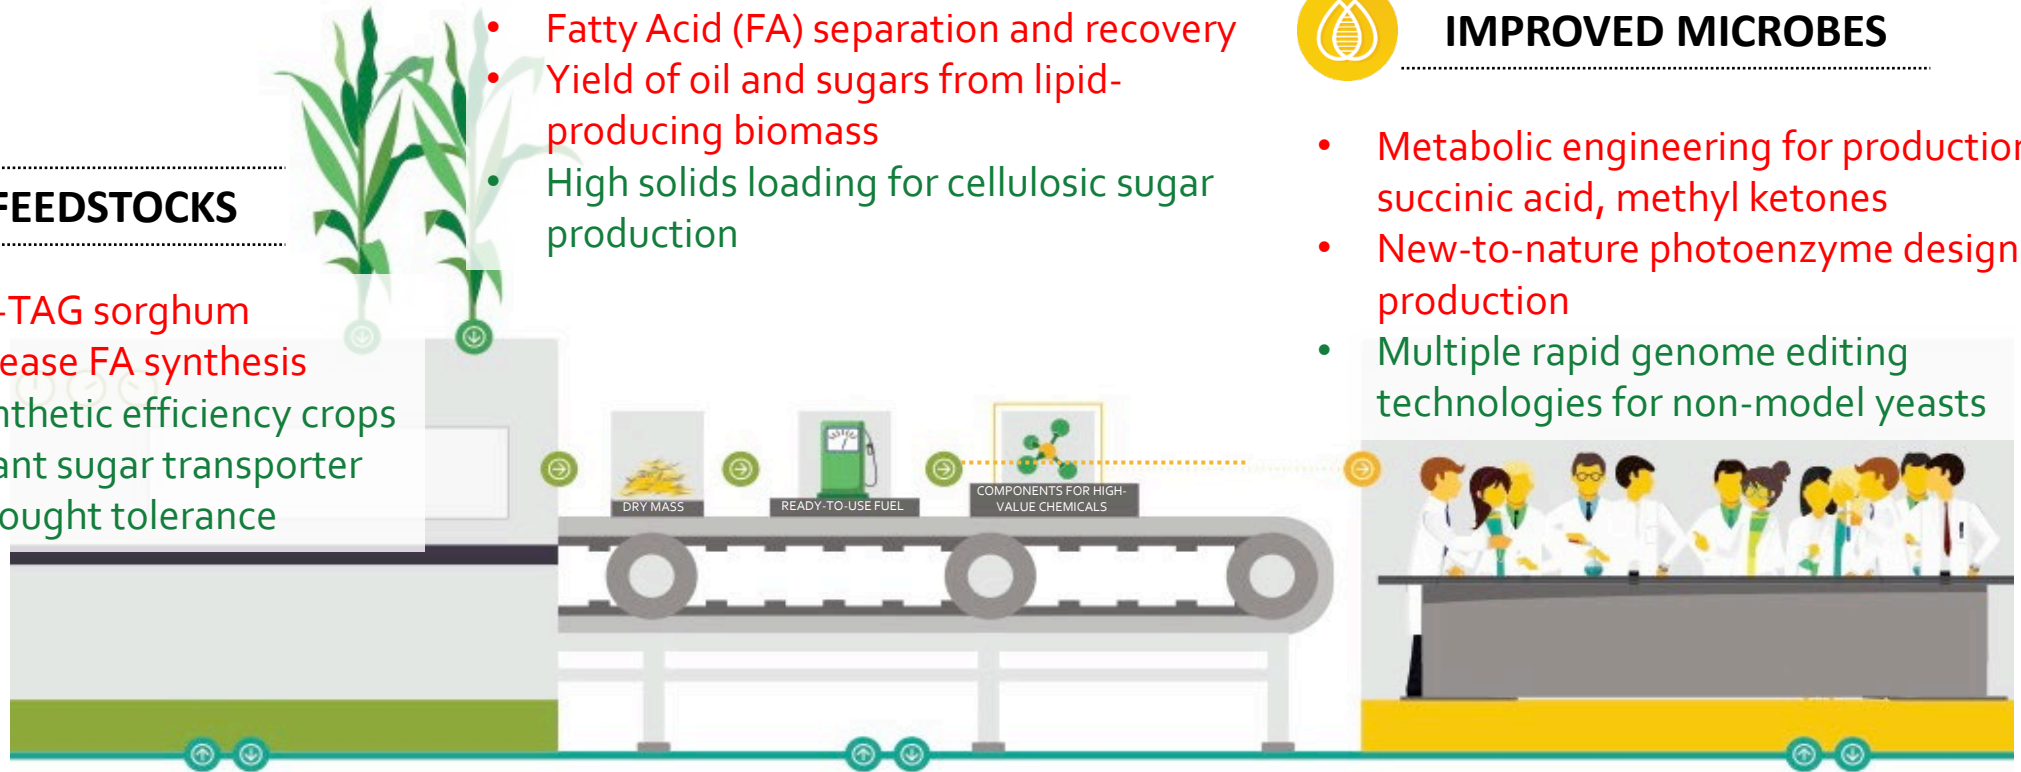 FEEDSTOCKS
-TAG sorghum
ease FA synthesis
nthetic efficiency crops
ant sugar transporter
ought tolerance
• Fatty Acid (FA) separation and recovery
• Yield of oil and sugars from lipid-
producing biomass
• High solids loading for cellulosic sugar
production
IMPROVED MICROBES
• Metabolic engineering for production
succinic acid, methyl ketones
• New-to-nature photoenzyme design
production
• Multiple rapid genome editing
technologies for non-model yeasts
DRY MASS
READY-TO-USE FUEL
COMPONENTS FOR HIGH-
VALUE CHEMICALS